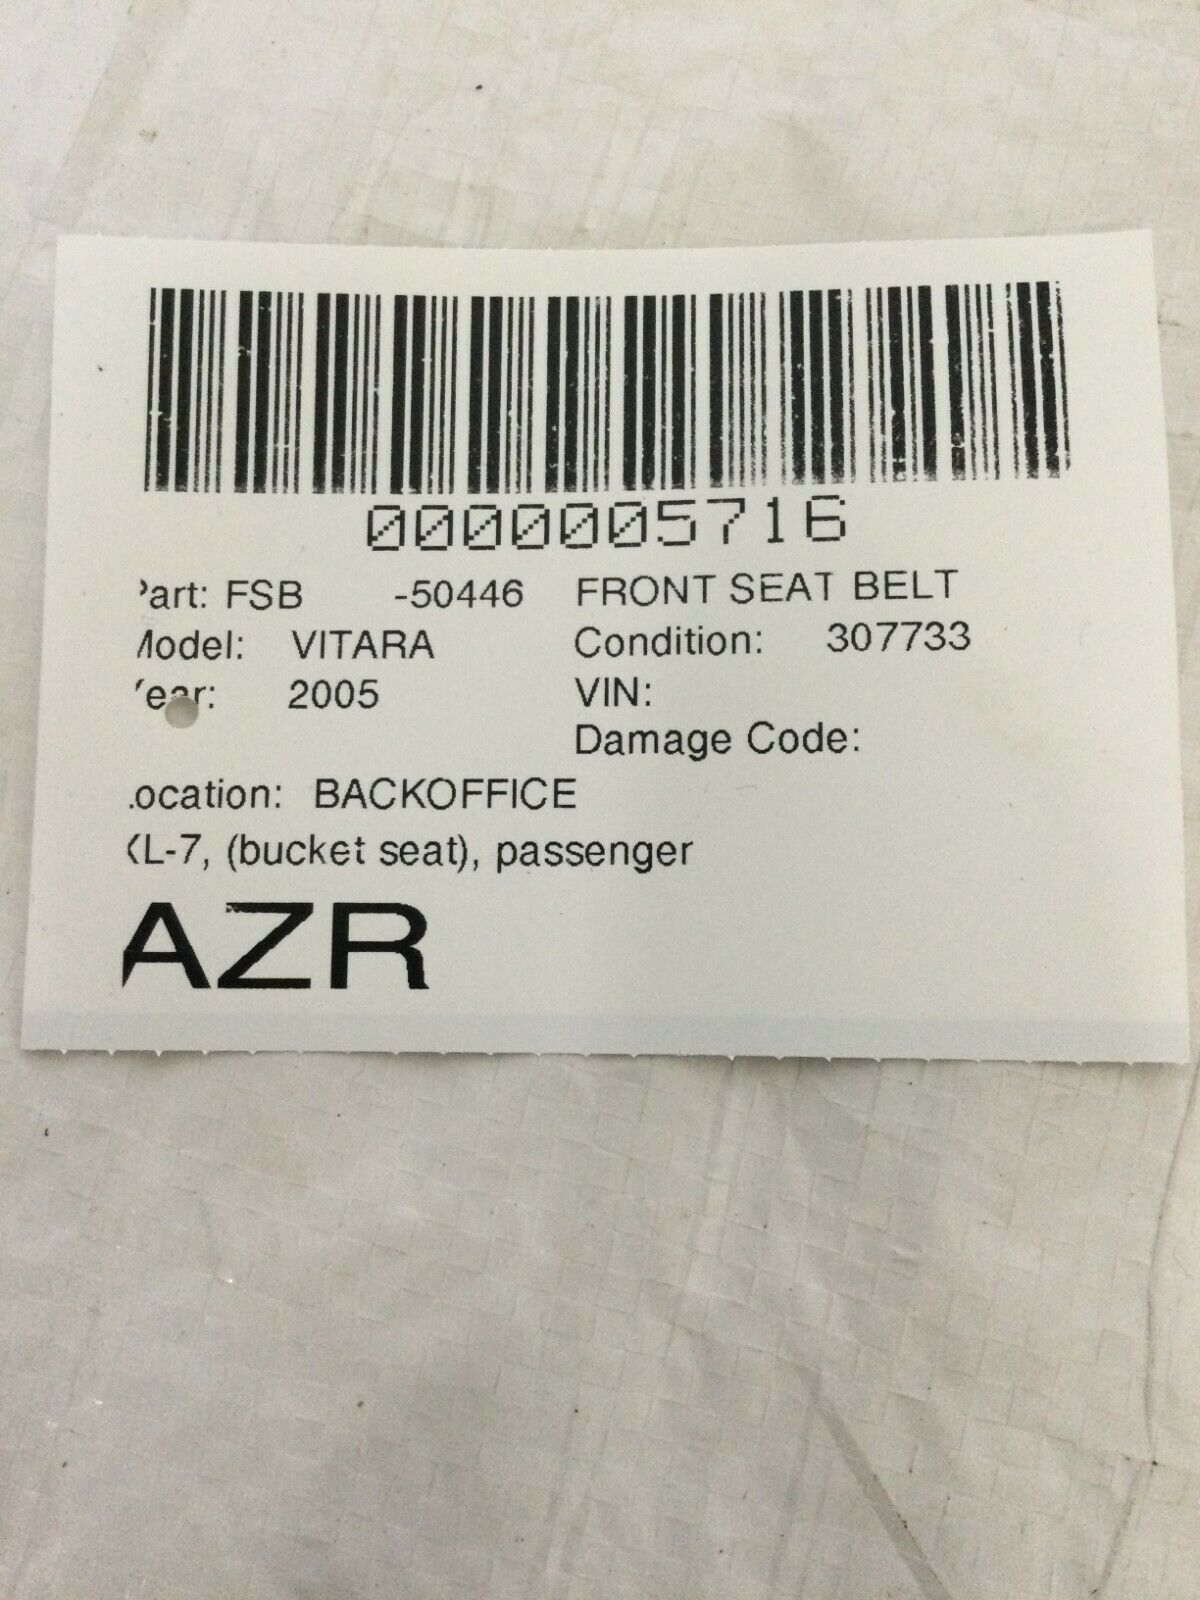 0000005716
Part: FSB -50446 FRONT SEAT BELT
Model: VITARA Condition: 307733
Year: 2005 VIN:
Damage Code:
Location: BACKOFFICE
XL-7, (bucket seat), passenger
AZR